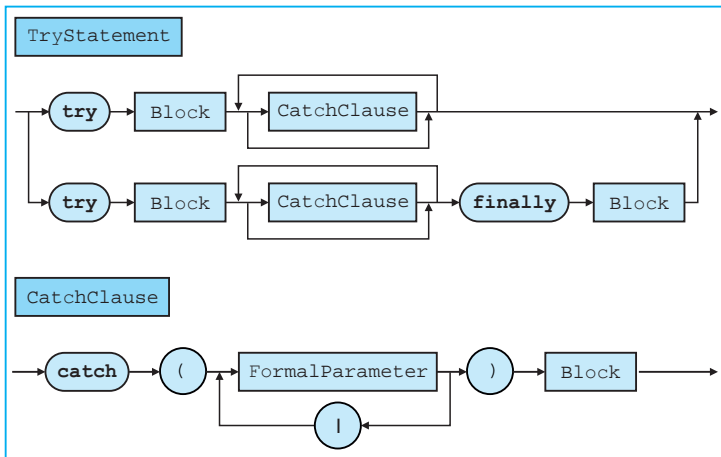 TryStatement
try Block CatchClause
try Block CatchClause finally Block
CatchClause
catch ( FormalParameter ) Block
|